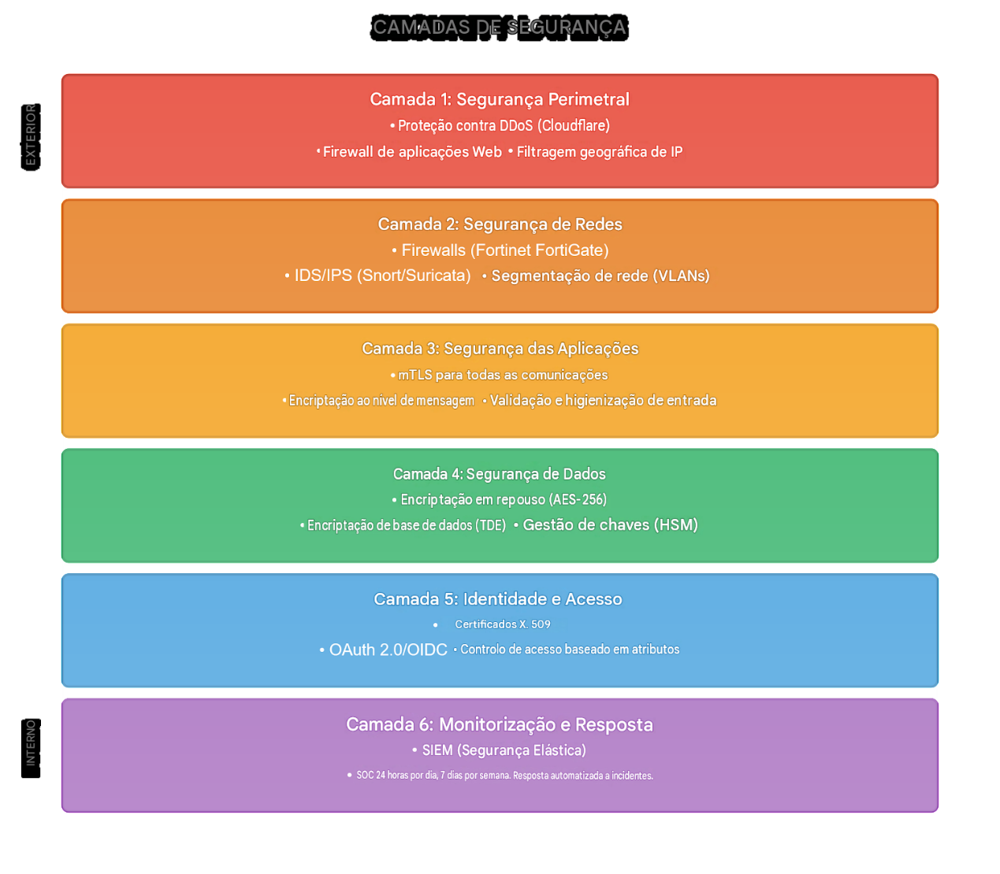 CAMADAS DE SEGURANÇA
EXTERIOR
Camada 1: Segurança Perimetral
• Proteção contra DDoS (Cloudflare)
• Firewall de aplicações Web • Filtragem geográfica de IP
Camada 2: Segurança de Redes
• Firewalls (Fortinet FortiGate)
• IDS/IPS (Snort/Suricata) • Segmentação de rede (VLANs)
Camada 3: Segurança das Aplicações
• mTLS para todas as comunicações
• Encriptação ao nível de mensagem • Validação e higienização de entrada
Camada 4: Segurança de Dados
• Encriptação em repouso (AES-256)
• Encriptação de base de dados (TDE) • Gestão de chaves (HSM)
Camada 5: Identidade e Acesso
• Certificados X. 509
• OAuth 2.0/OIDC • Controlo de acesso baseado em atributos
INTERNO
Camada 6: Monitorização e Resposta
• SIEM (Segurança Elástica)
• SOC 24 horas por dia, 7 dias por semana. Resposta automatizada a incidentes.